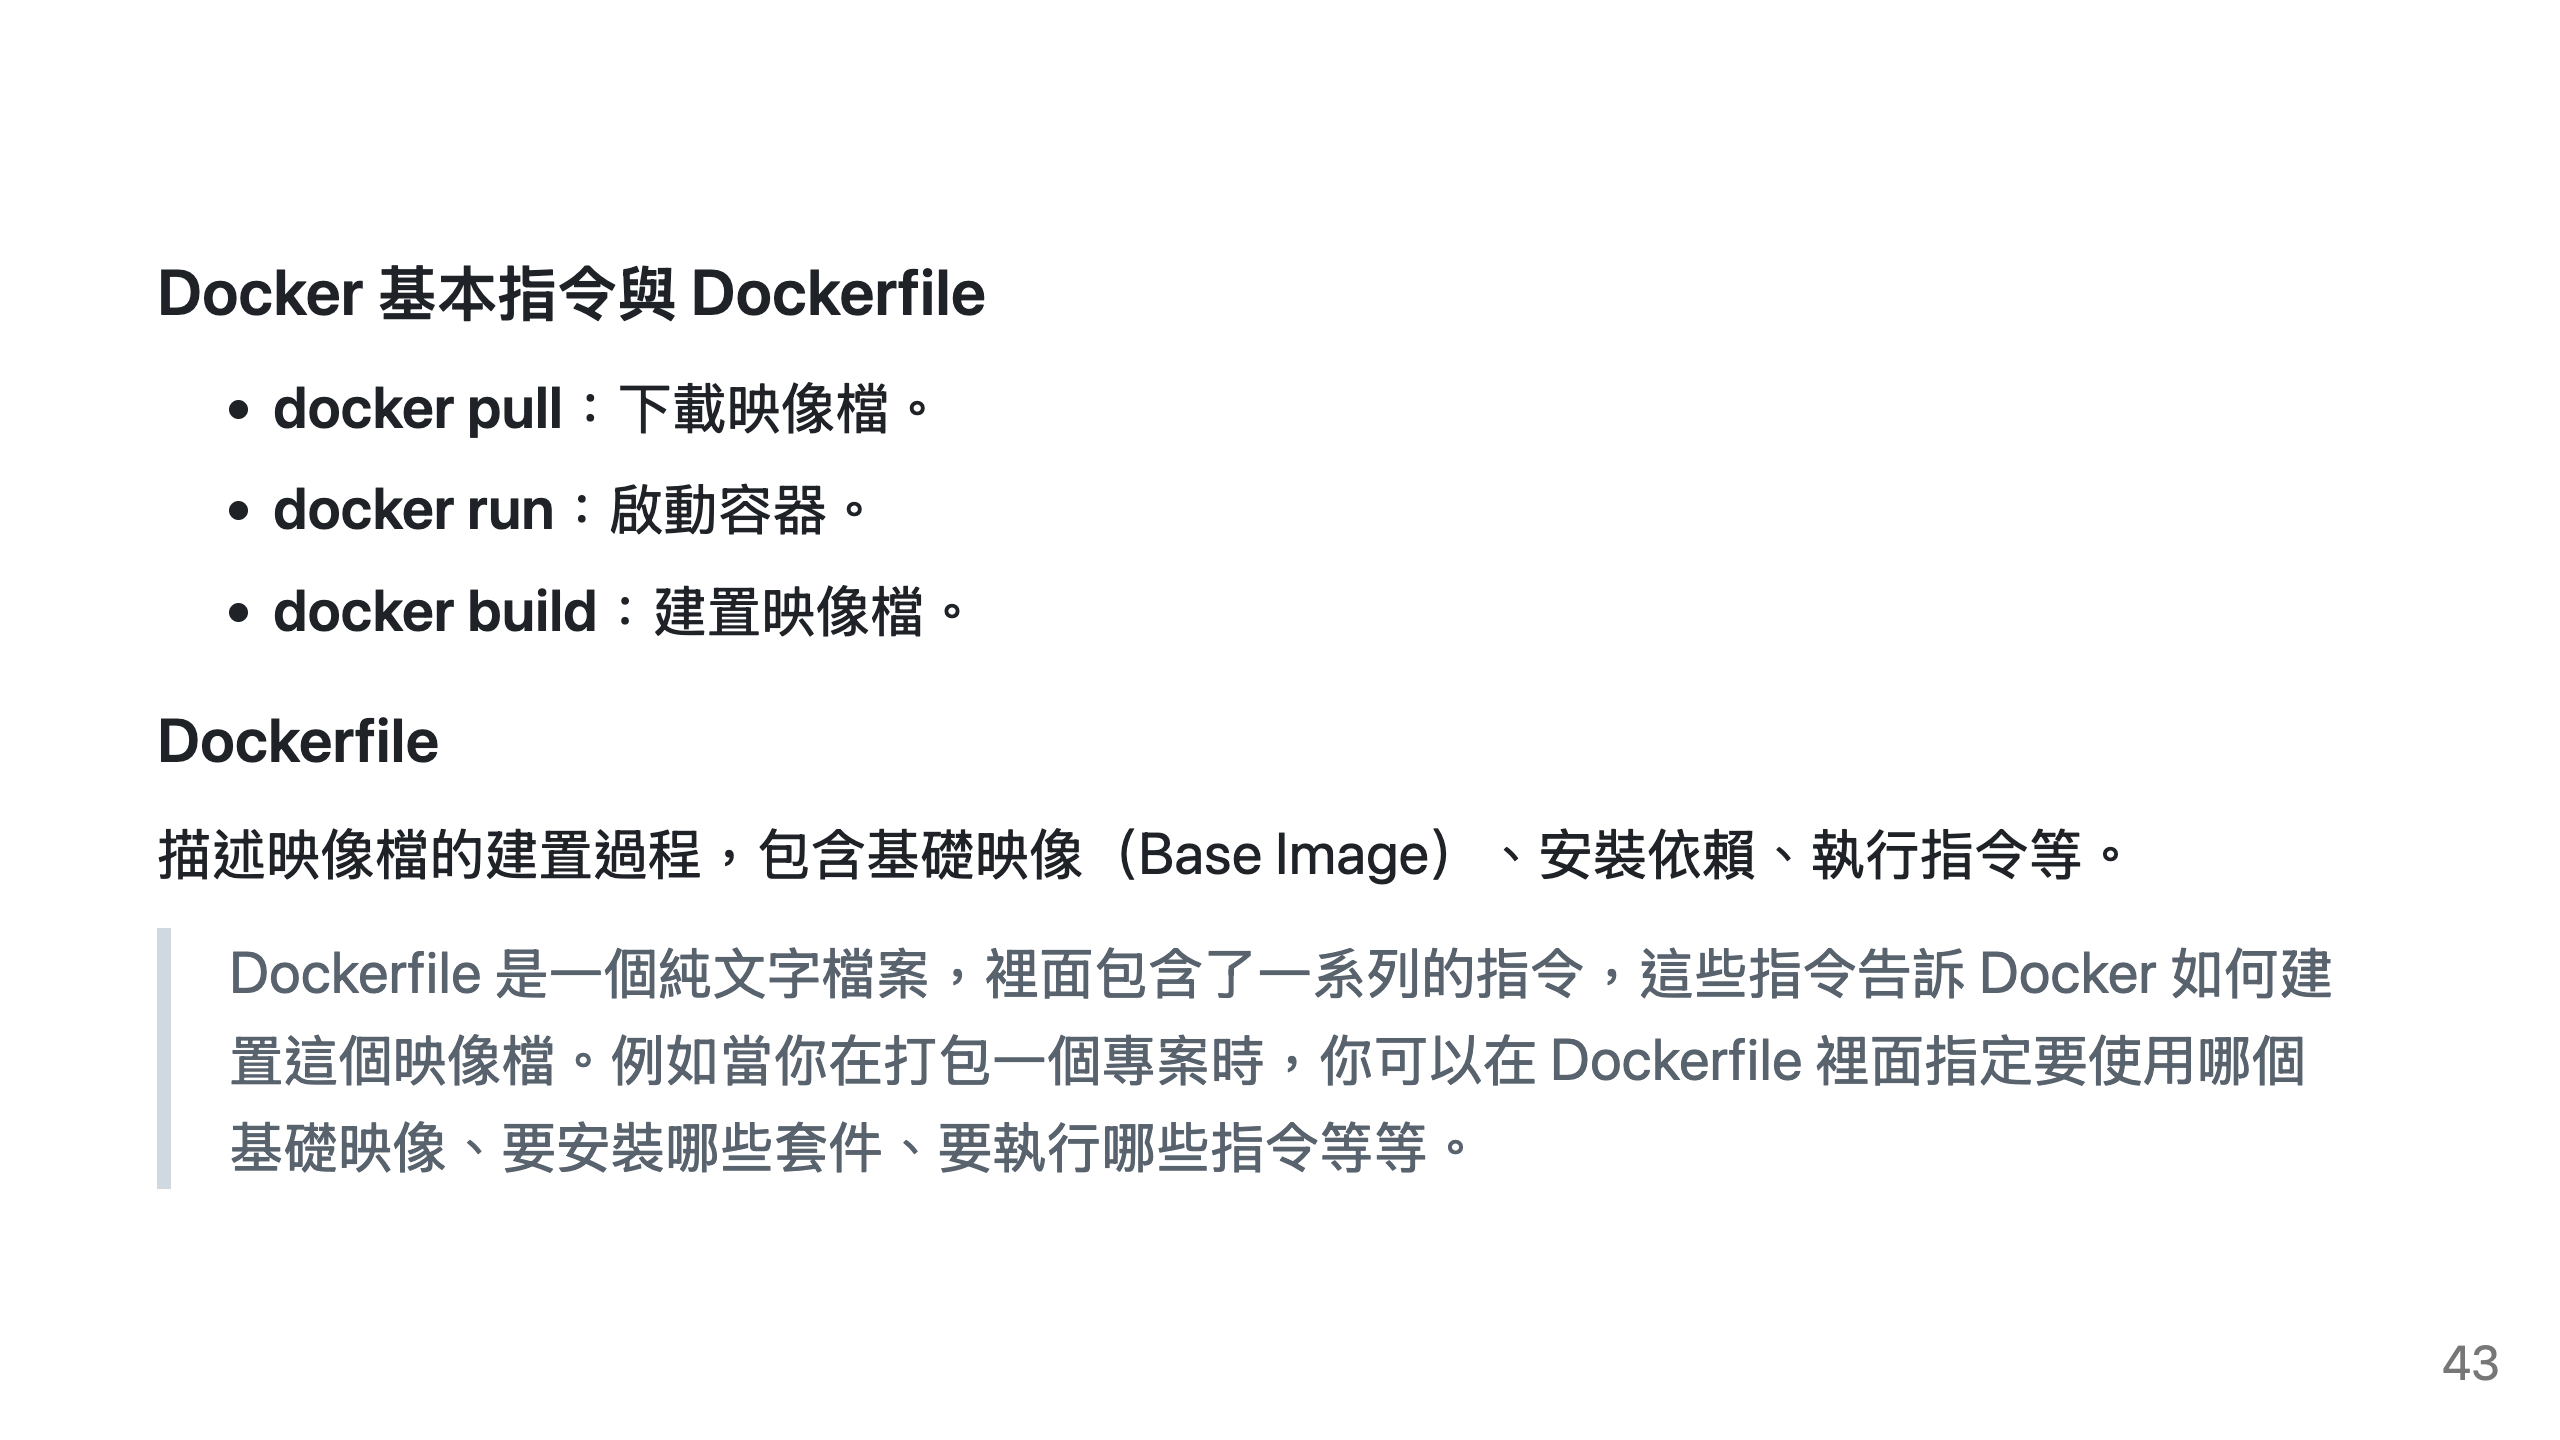 Docker 基本指令與 Dockerfile
• docker pull：下載映像檔。
• docker run：啟動容器。
• docker build：建置映像檔。
Dockerfile
描述映像檔的建置過程，包含基礎映像（Base Image）、安裝依賴、執行指令等。
Dockerfile 是一個純文字檔案，裡面包含了一系列的指令，這些指令告訴 Docker 如何建
置這個映像檔。例如當你在打包一個專案時，你可以在 Dockerfile 裡面指定要使用哪個
基礎映像、要安裝哪些套件、要執行哪些指令等等。
43